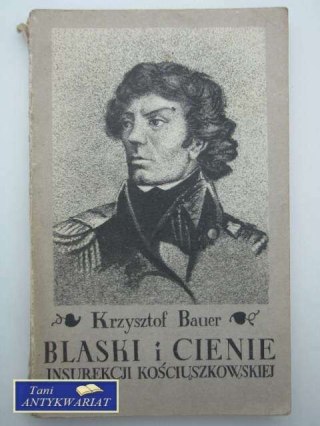 Krzysztof Bauer
BLASKI i CIENIE
INSUREKCJI KOŚCIUSZKOWSKIEJ
Tani
ANTYKWARIAT